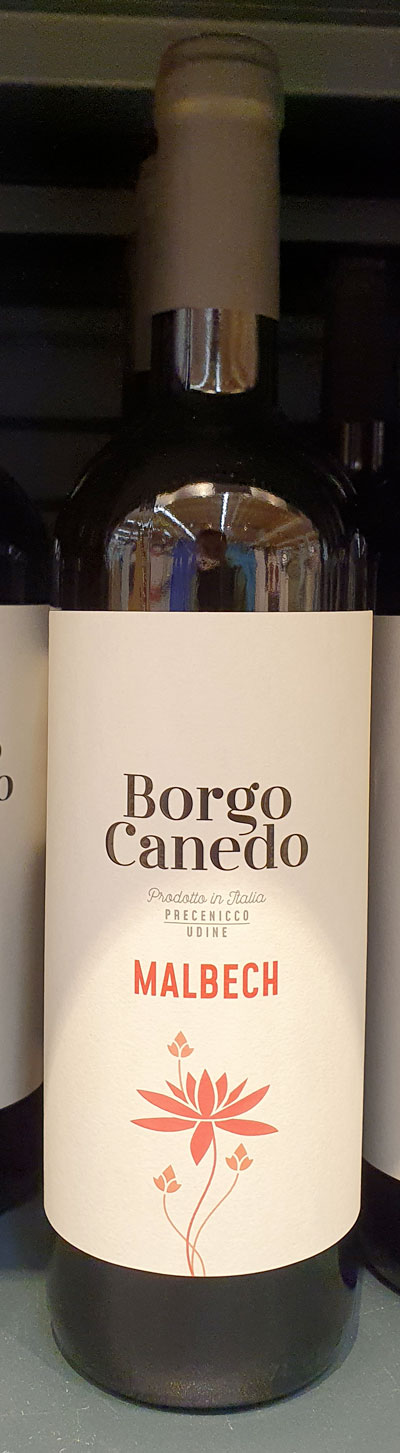 Borgo
Canedo
Prodotto in Italia
PRECENICCO
UDINE
MALBECH